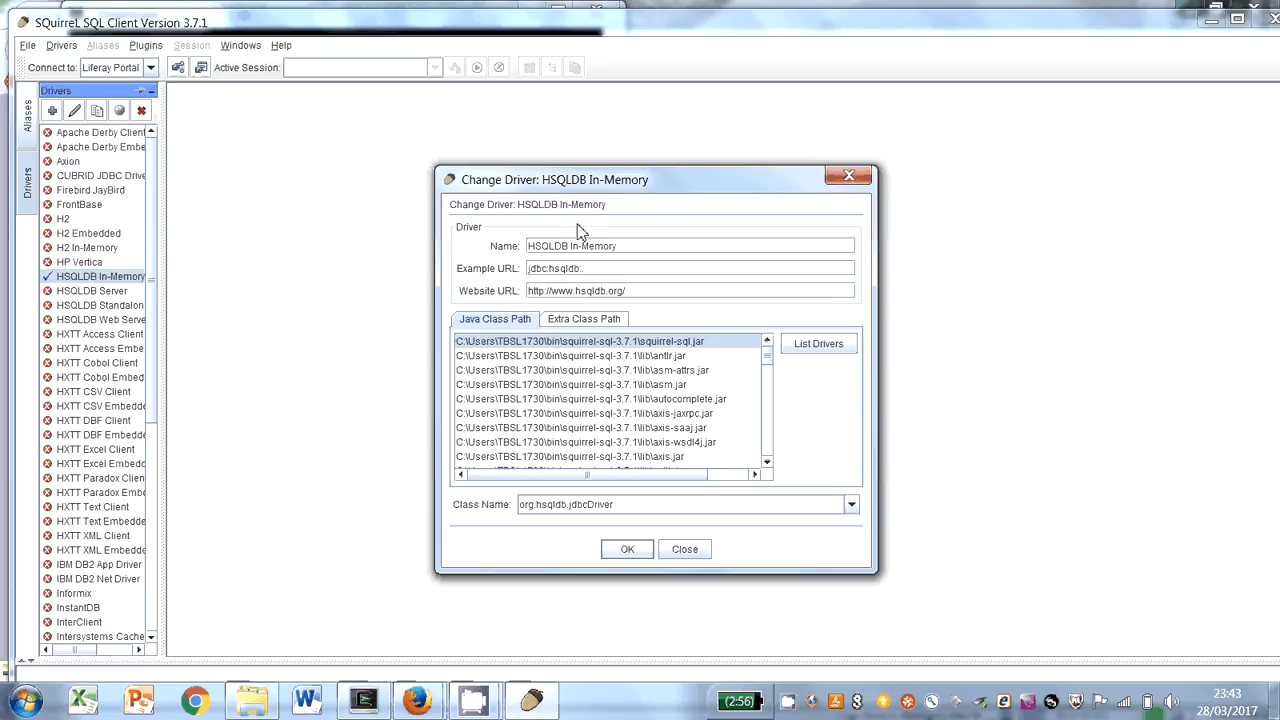 SQuirreL SQL Client Version 3.7.1
File Drivers Aliases Plugins Session Windows Help
Connect to: Liferay Portal Active Session:
Drivers
Aliases
Drivers
Apache Derby Client
Apache Derby Embe
Axion
CUBRID JDBC Drive
Firebird JayBird
FrontBase
H2
H2 Embedded
H2 In-Memory
HP Vertica
HSQLDB In-Memory
HSQLDB Server
HSQLDB Standalon
HSQLDB Web Serve
HXTT Access Client
HXTT Access Embe
HXTT Cobol Client
HXTT Cobol Embed
HXTT CSV Client
HXTT CSV Embedde
HXTT DBF Client
HXTT DBF Embedde
HXTT Excel Client
HXTT Excel Embedd
HXTT Paradox Clien
HXTT Paradox Emb
HXTT Text Client
HXTT Text Embedde
HXTT XML Client
HXTT XML Embedde
IBM DB2 App Driver
IBM DB2 Net Driver
Informix
InstantDB
InterClient
Intersystems Cache
Change Driver: HSQLDB In-Memory
Change Driver: HSQLDB In-Memory
Driver
Name: HSQLDB In-Memory
Example URL: jdbc:hsqldb:.
Website URL: http://www.hsqldb.org/
Java Class Path Extra Class Path
C:\Users\TBSL1730\bin\squirrel-sql-3.7.1\squirrel-sql.jar
C:\Users\TBSL1730\bin\squirrel-sql-3.7.1\lib\antlr.jar
C:\Users\TBSL1730\bin\squirrel-sql-3.7.1\lib\asm-attrs.jar
C:\Users\TBSL1730\bin\squirrel-sql-3.7.1\lib\asm.jar
C:\Users\TBSL1730\bin\squirrel-sql-3.7.1\lib\autocomplete.jar
C:\Users\TBSL1730\bin\squirrel-sql-3.7.1\lib\axis-jaxrpc.jar
C:\Users\TBSL1730\bin\squirrel-sql-3.7.1\lib\axis-saaj.jar
C:\Users\TBSL1730\bin\squirrel-sql-3.7.1\lib\axis-wsdl4j.jar
C:\Users\TBSL1730\bin\squirrel-sql-3.7.1\lib\axis.jar
List Drivers
Class Name: org.hsqldb.jdbcDriver
OK Close
(2:56)
23:43
28/03/2017